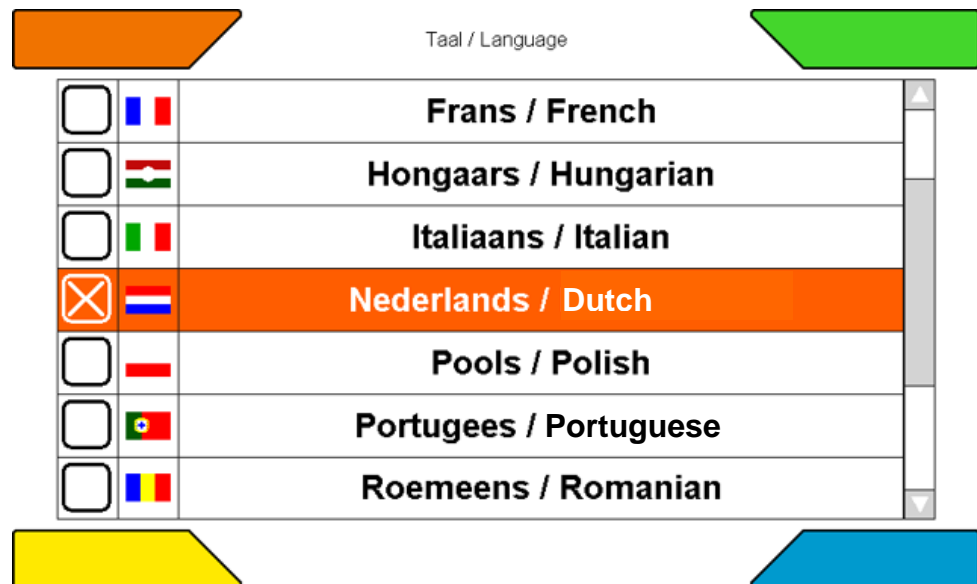 Taal / Language
Frans / French
Hongaars / Hungarian
Italiaans / Italian
Nederlands / Dutch
Pools / Polish
Portugees / Portuguese
Roemeens / Romanian